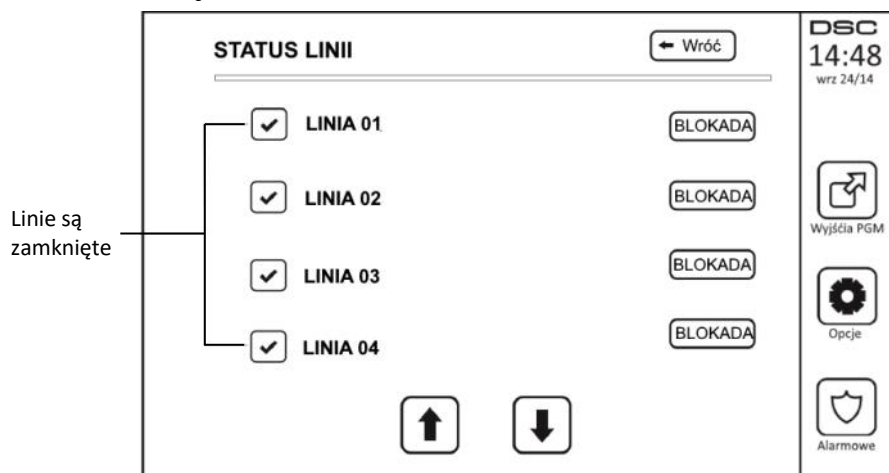 STATUS LINII
Wróć
DSC
14:48
wrz 24/14
LINIA 01
BLOKADA
LINIA 02
BLOKADA
LINIA 03
BLOKADA
LINIA 04
BLOKADA
Linie są
zamknięte
Wyjśćia PGM
Opcje
Alarmowe